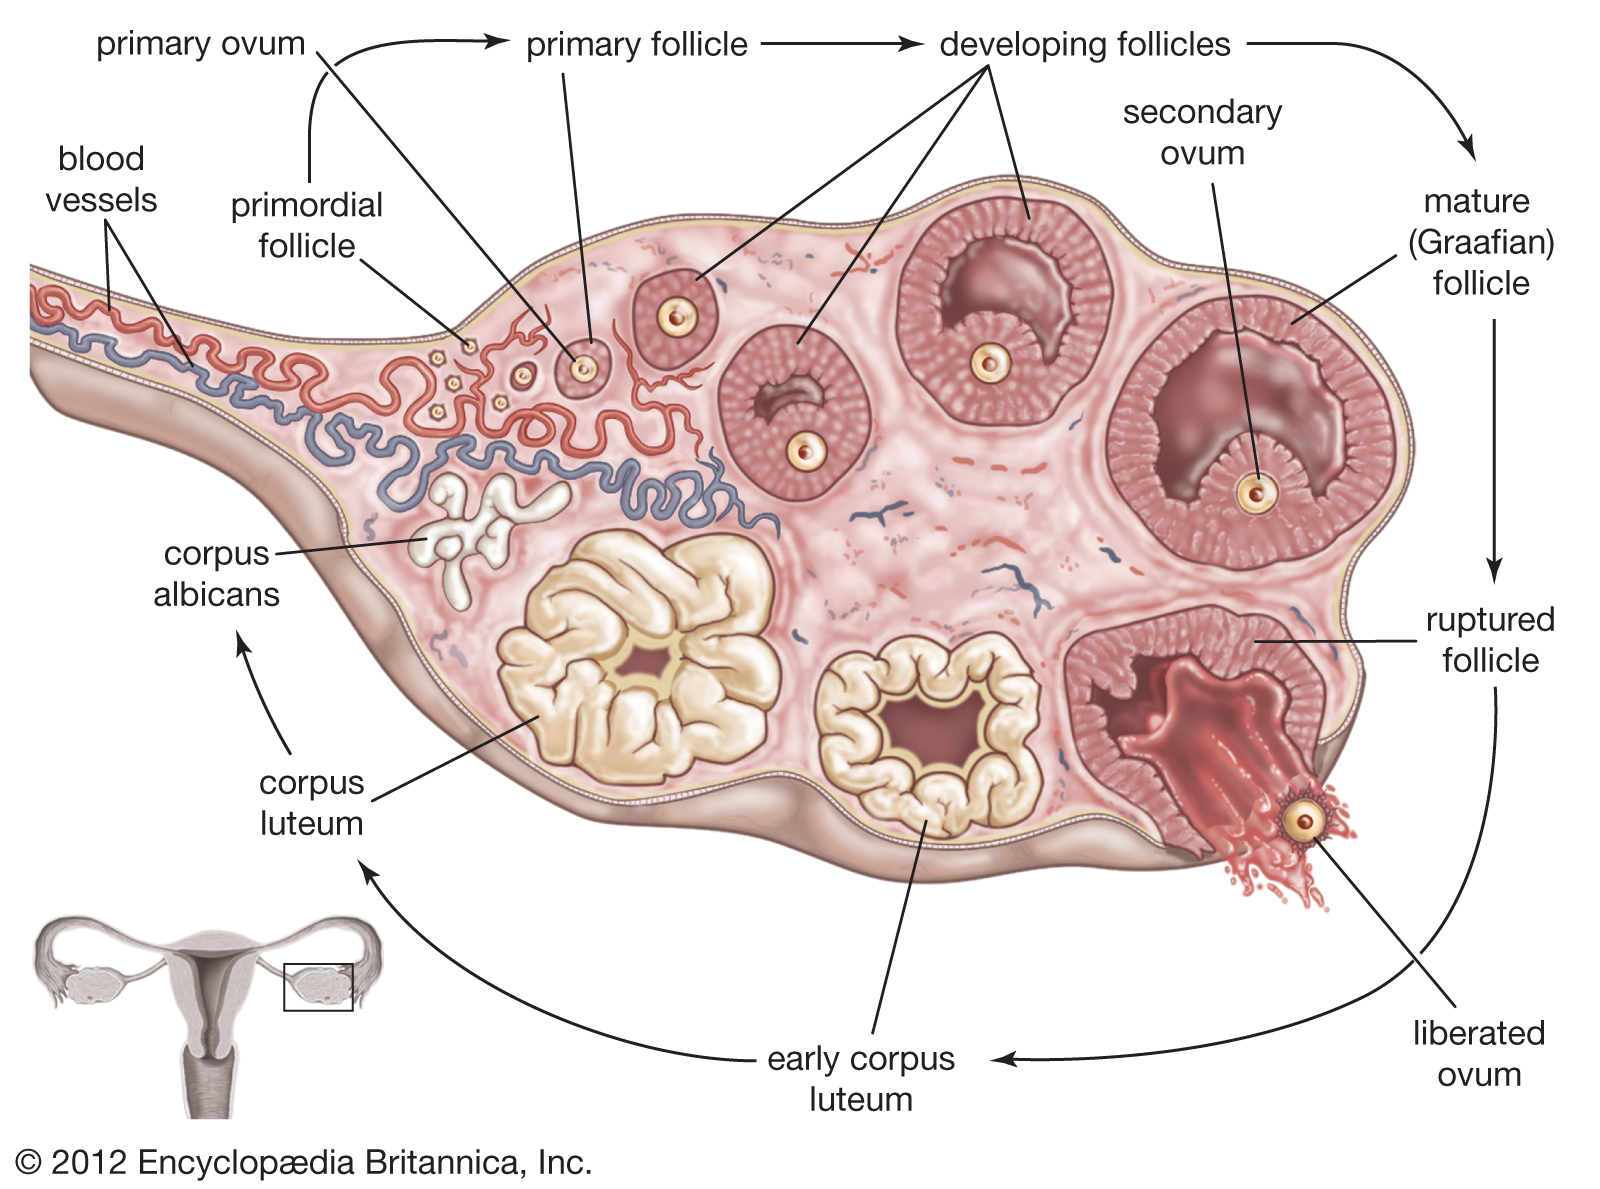 primary ovum
primary follicle
developing follicles
secondary
ovum
blood
vessels
primordial
follicle
mature
(Graafian)
follicle
corpus
albicans
ruptured
follicle
corpus
luteum
early corpus
luteum
liberated
ovum
© 2012 Encyclopædia Britannica, Inc.